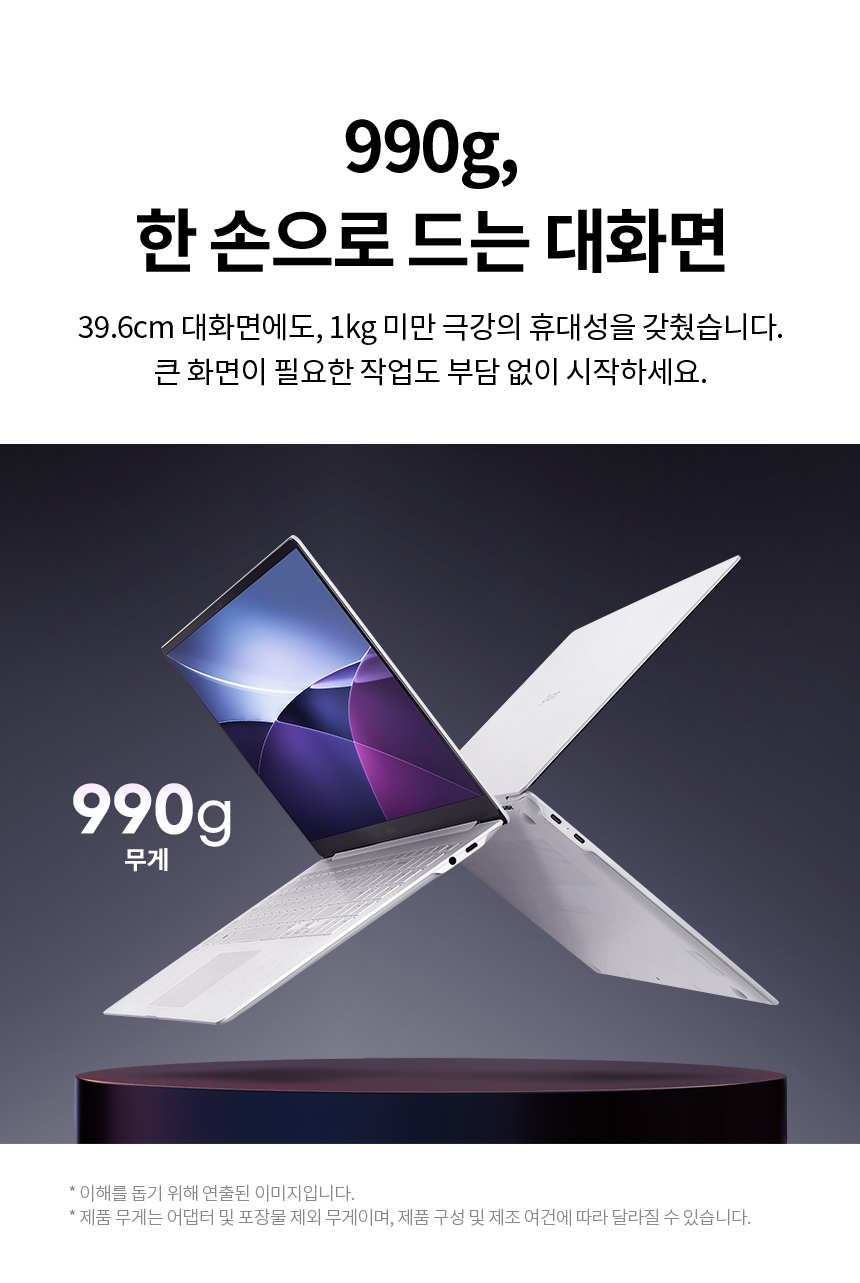 990g,
한 손으로 드는 대화면
39.6cm 대화면에도, 1kg 미만 극강의 휴대성을 갖췄습니다.
큰 화면이 필요한 작업도 부담 없이 시작하세요.
990g
무게
* 이해를 돕기 위해 연출된 이미지입니다.
* 제품 무게는 어댑터 및 포장물 제외 무게이며, 제품 구성 및 제조 여건에 따라 달라질 수 있습니다.